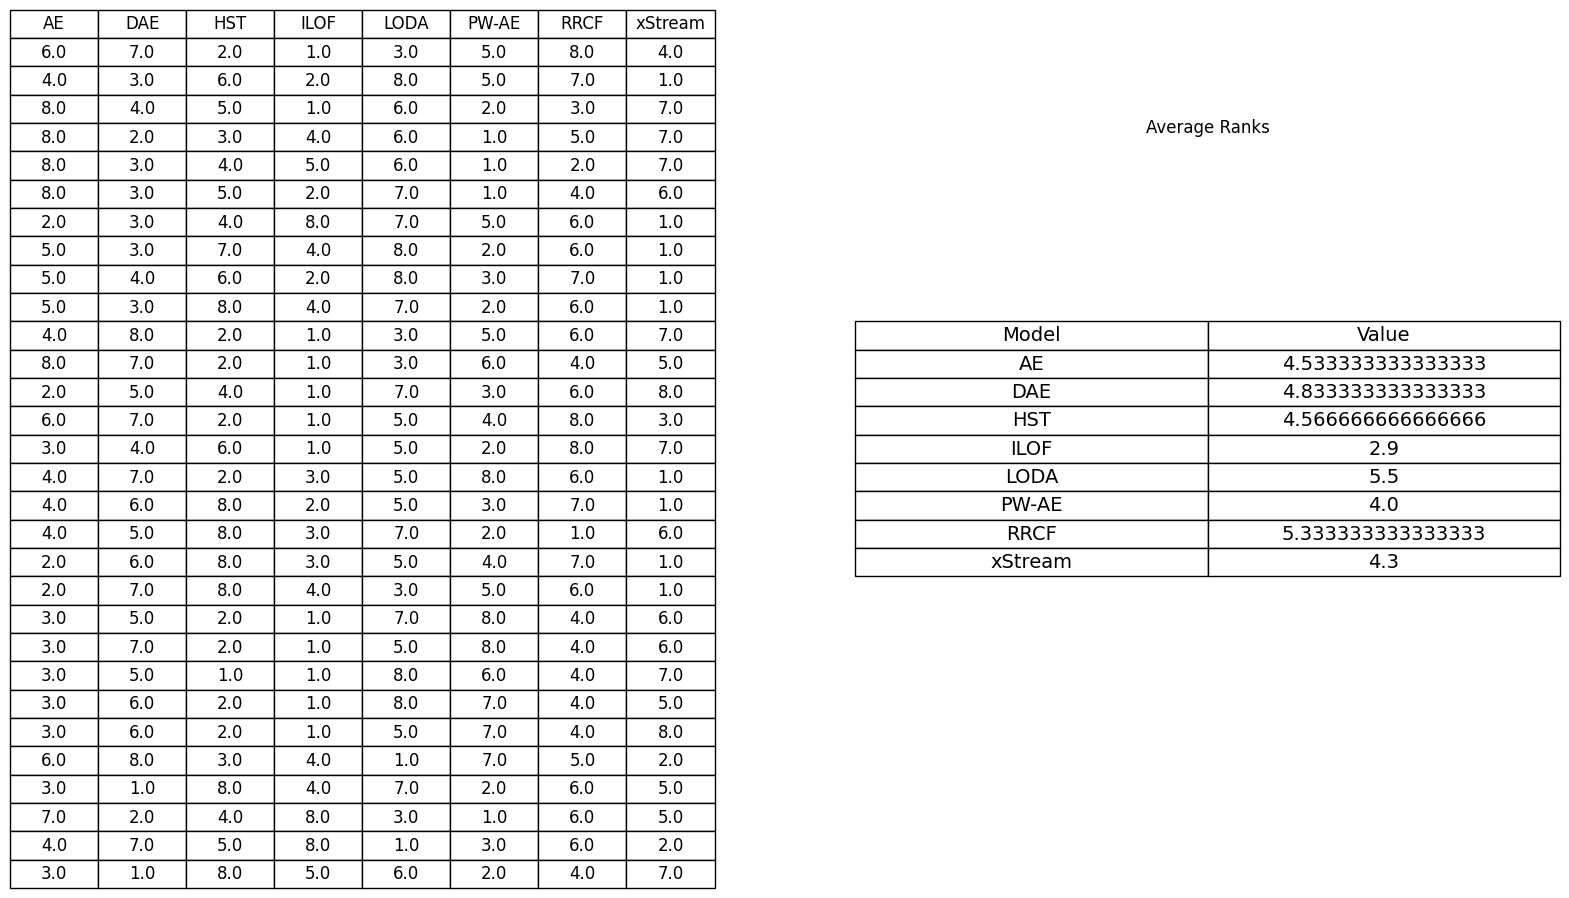 AE DAE HST ILOF LODA PW-AE RRCF xStream
6.0 7.0 2.0 1.0 3.0 5.0 8.0 4.0
4.0 3.0 6.0 2.0 8.0 5.0 7.0 1.0
8.0 4.0 5.0 1.0 6.0 2.0 3.0 7.0
8.0 2.0 3.0 4.0 6.0 1.0 5.0 7.0
8.0 3.0 4.0 5.0 6.0 1.0 2.0 7.0
8.0 3.0 5.0 2.0 7.0 1.0 4.0 6.0
2.0 3.0 4.0 8.0 7.0 5.0 6.0 1.0
5.0 3.0 7.0 4.0 8.0 2.0 6.0 1.0
5.0 4.0 6.0 2.0 8.0 3.0 7.0 1.0
5.0 3.0 8.0 4.0 7.0 2.0 6.0 1.0
4.0 8.0 2.0 1.0 3.0 5.0 6.0 7.0
8.0 7.0 2.0 1.0 3.0 6.0 4.0 5.0
2.0 5.0 4.0 1.0 7.0 3.0 6.0 8.0
6.0 7.0 2.0 1.0 5.0 4.0 8.0 3.0
3.0 4.0 6.0 1.0 5.0 2.0 8.0 7.0
4.0 7.0 2.0 3.0 5.0 8.0 6.0 1.0
4.0 6.0 8.0 2.0 5.0 3.0 7.0 1.0
4.0 5.0 8.0 3.0 7.0 2.0 1.0 6.0
2.0 6.0 8.0 3.0 5.0 4.0 7.0 1.0
2.0 7.0 8.0 4.0 3.0 5.0 6.0 1.0
3.0 5.0 2.0 1.0 7.0 8.0 4.0 6.0
3.0 7.0 2.0 1.0 5.0 8.0 4.0 6.0
3.0 5.0 1.0 1.0 8.0 6.0 4.0 7.0
3.0 6.0 2.0 1.0 8.0 7.0 4.0 5.0
3.0 6.0 2.0 1.0 5.0 7.0 4.0 8.0
6.0 8.0 3.0 4.0 1.0 7.0 5.0 2.0
3.0 1.0 8.0 4.0 7.0 2.0 6.0 5.0
7.0 2.0 4.0 8.0 3.0 1.0 6.0 5.0
4.0 7.0 5.0 8.0 1.0 3.0 6.0 2.0
3.0 1.0 8.0 5.0 6.0 2.0 4.0 7.0
Average Ranks
Model Value
AE 4.533333333333333
DAE 4.833333333333333
HST 4.566666666666666
ILOF 2.9
LODA 5.5
PW-AE 4.0
RRCF 5.333333333333333
xStream 4.3